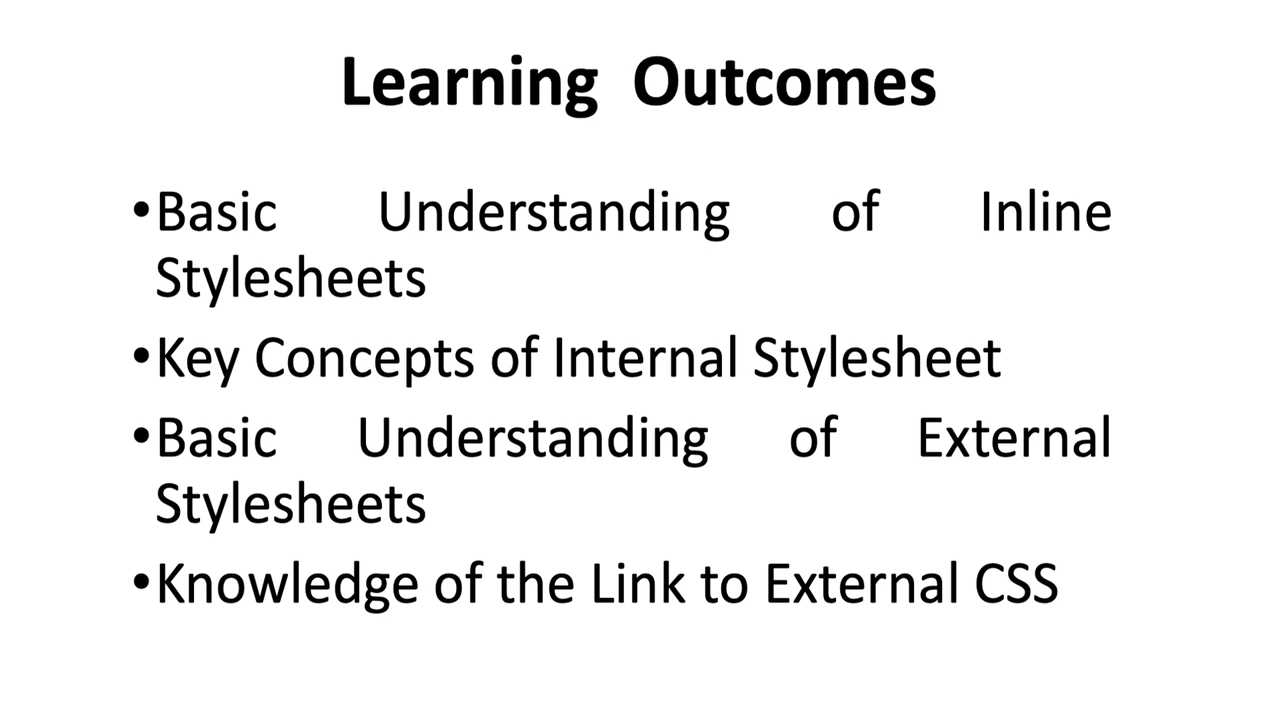 Learning Outcomes
•Basic Understanding of Inline
Stylesheets
•Key Concepts of Internal Stylesheet
•Basic Understanding of External
Stylesheets
•Knowledge of the Link to External CSS